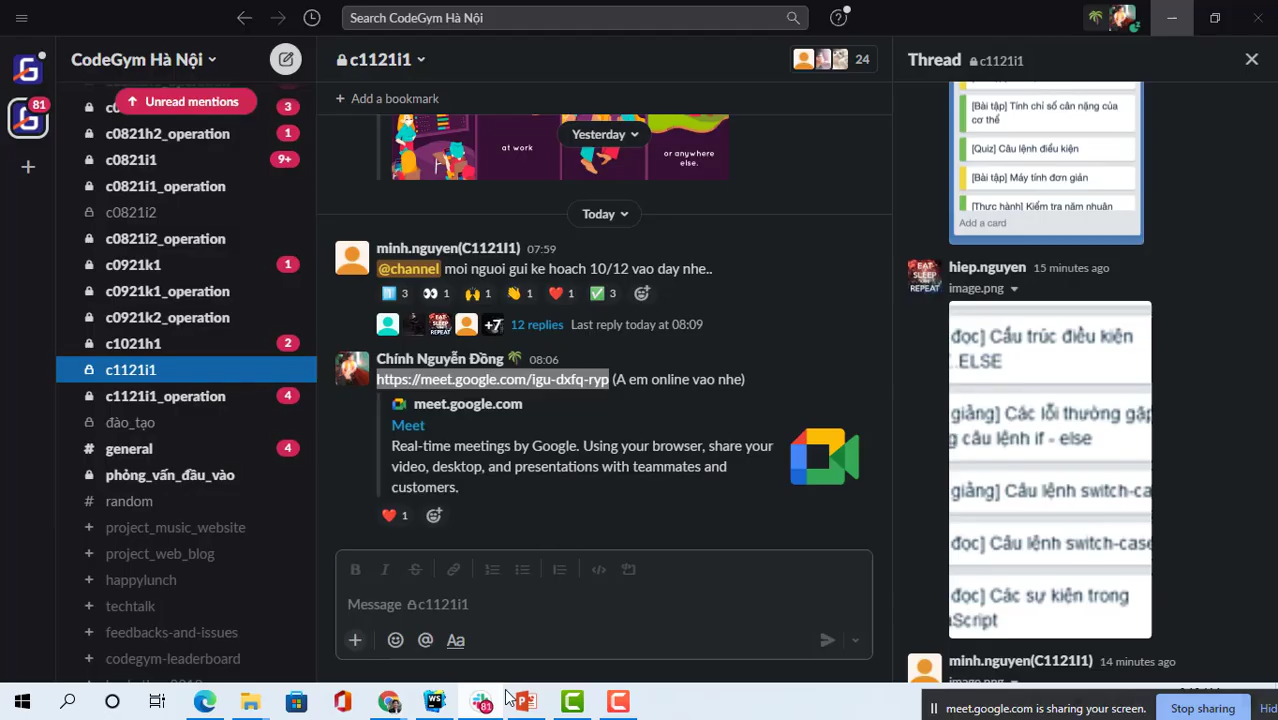 Search CodeGym Hà Nội
81
CodeGym Hà Nội
Unread mentions
3
c0821h2_operation
1
c0821i1
9+
c0821i1_operation
c0821i2
c0821i2_operation
c0921k1
1
c0921k1_operation
c0921k2_operation
c1021h1
2
c1121i1
c1121i1_operation
4
đào_tạo
general
4
phỏng_vấn_đầu_vào
random
project_music_website
project_web_blog
happylunch
techtalk
feedbacks-and-issues
codegym-leaderboard
c1121i1
24
Add a bookmark
at work
or anywhere else.
Yesterday
Today
minh.nguyen(C1121I1) 07:59
@channel moi nguoi gui ke hoach 10/12 vao day nhe..
3 1 1 1 1 3
+7 12 replies Last reply today at 08:09
Chính Nguyễn Đồng 08:06
https://meet.google.com/igu-dxfq-ryp (A em online vao nhe)
meet.google.com
Meet
Real-time meetings by Google. Using your browser, share your
video, desktop, and presentations with teammates and
customers.
1
Message c1121i1
Thread c1121i1
[Bài tập] Tính chỉ số cân nặng của
cơ thể
[Quiz] Câu lệnh điều kiện
[Bài tập] Máy tính đơn giản
[Thực hành] Kiểm tra năm nhuận
Add a card
hiep.nguyen 15 minutes ago
EAT
SLEEP
REPEAT
image.png
đọc] Cấu trúc điều kiện
ELSE
giảng] Các lỗi thường gặp
g câu lệnh if - else
giảng] Câu lệnh switch-ca
đọc] Câu lệnh switch-case
đọc] Các sự kiện trong
Script
minh.nguyen(C1121I1) 14 minutes ago
meet.google.com is sharing your screen.
Stop sharing
Hid